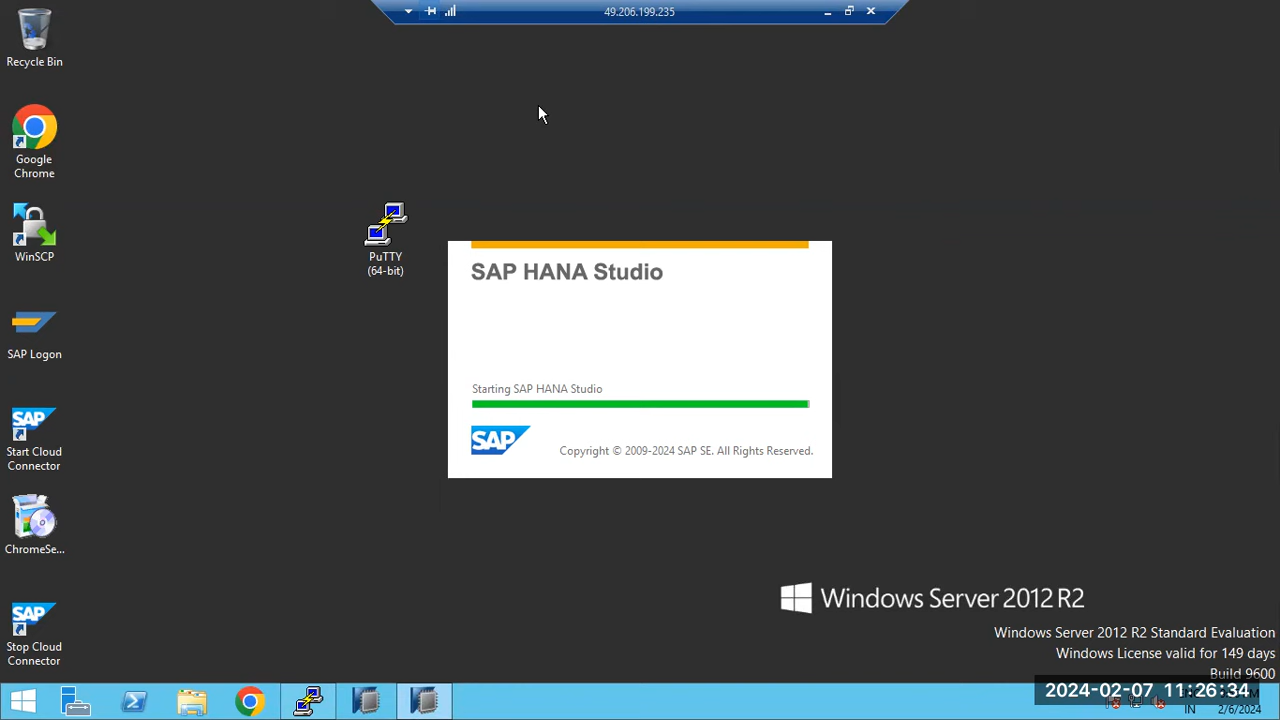 49.206.199.235
Recycle Bin
Google
Chrome
WinSCP
PuTTY
(64-bit)
SAP HANA Studio
SAP Logon
Starting SAP HANA Studio
SAP
Copyright © 2009-2024 SAP SE. All Rights Reserved.
SAP
Start Cloud
Connector
ChromeSe...
SAP
Stop Cloud
Connector
Windows Server 2012 R2
Windows Server 2012 R2 Standard Evaluation
Windows License valid for 149 days
Build 9600
2024-02-07 11:26:34
IN
2/6/2024